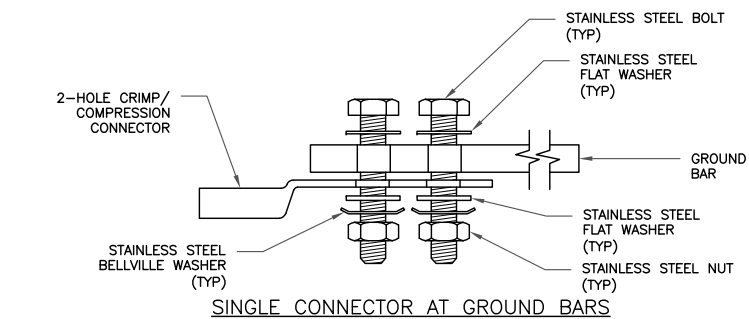 STAINLESS STEEL BOLT
(TYP)
STAINLESS STEEL
FLAT WASHER
(TYP)
2-HOLE CRIMP/
COMPRESSION
CONNECTOR
GROUND
BAR
STAINLESS STEEL
FLAT WASHER
(TYP)
STAINLESS STEEL
BELLVILLE WASHER
(TYP)
STAINLESS STEEL NUT
(TYP)
SINGLE CONNECTOR AT GROUND BARS